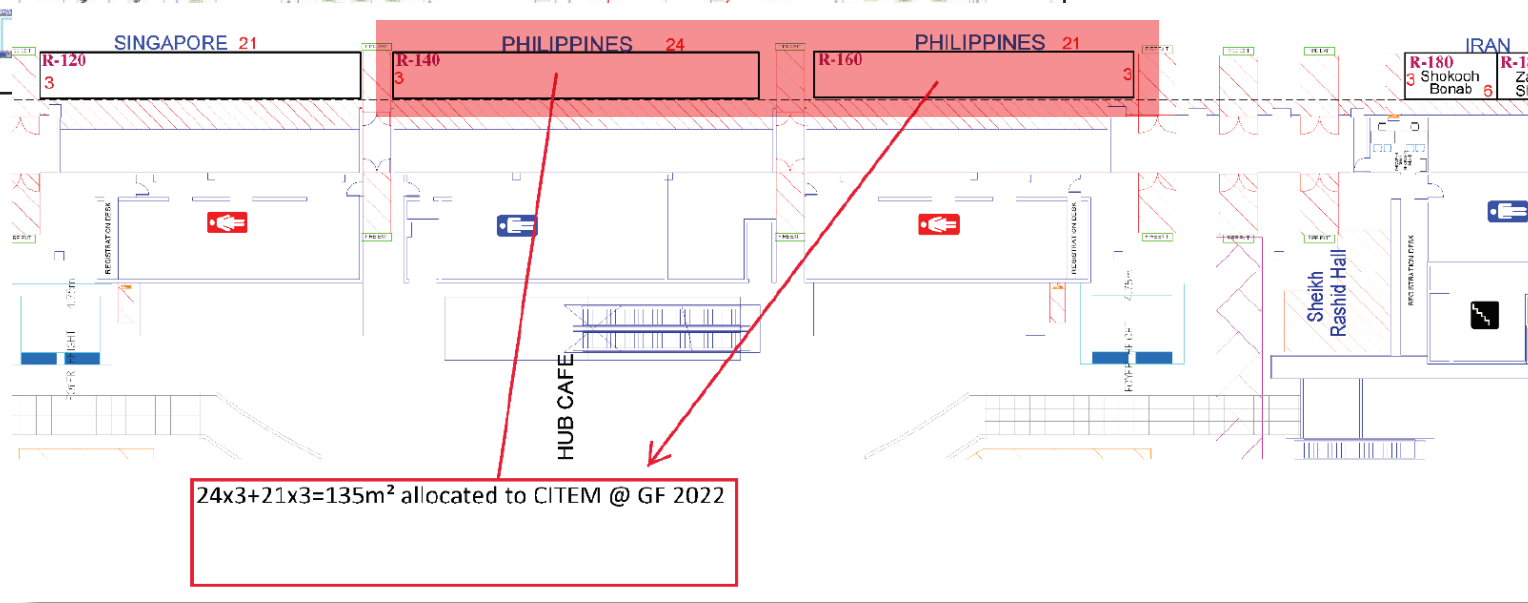 SINGAPORE 21
R-120
3
PHILIPPINES 24
R-140
3
PHILIPPINES 21
R-160
3
IRAN
R-180
3 Shokooh
Bonab 6
REGISTRATION DESK
REGISTRATION DESK
REGISTRATION DESK
Sheikh
Rashid Hall
HUB CAFE
24x3+21x3=135m² allocated to CITEM @ GF 2022